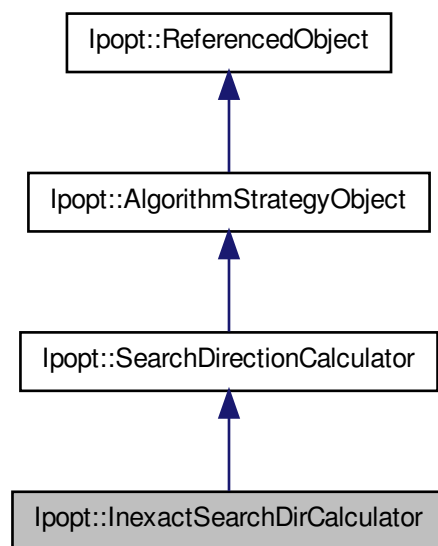 Ipopt::ReferencedObject
Ipopt::AlgorithmStrategyObject
Ipopt::SearchDirectionCalculator
Ipopt::InexactSearchDirCalculator